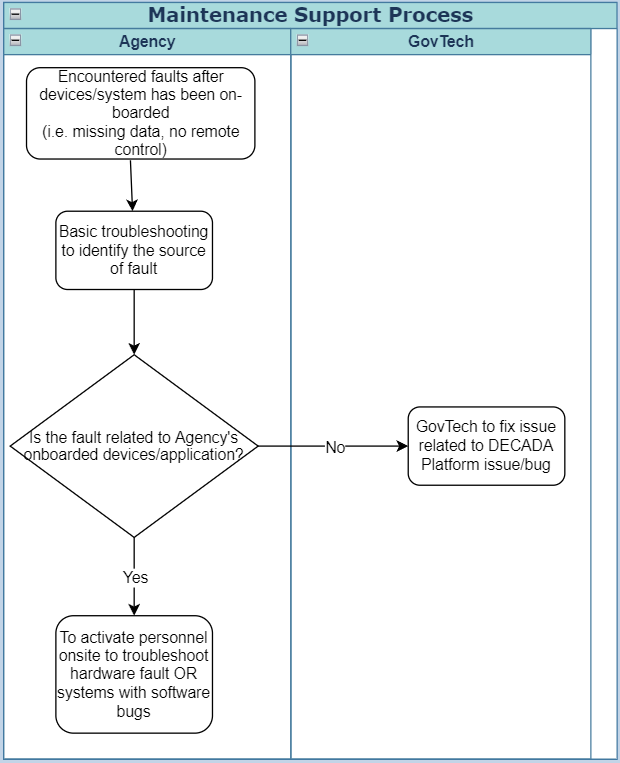 Maintenance Support Process
Agency
GovTech
Encountered faults after
devices/system has been on-
boarded
(i.e. missing data, no remote
control)
Basic troubleshooting
to identify the source
of fault
Is the fault related to Agency's
onboarded devices/application?
No
GovTech to fix issue
related to DECADA
Platform issue/bug
Yes
To activate personnel
onsite to troubleshoot
hardware fault OR
systems with software
bugs